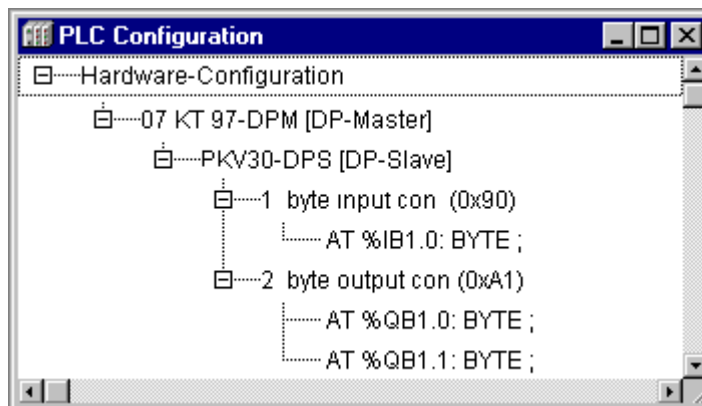 PLC Configuration
Hardware-Configuration
07 KT 97-DPM [DP-Master]
PKV30-DPS [DP-Slave]
1 byte input con (0x90)
AT %IB1.0: BYTE ;
2 byte output con (0xA1)
AT %QB1.0: BYTE ;
AT %QB1.1: BYTE ;